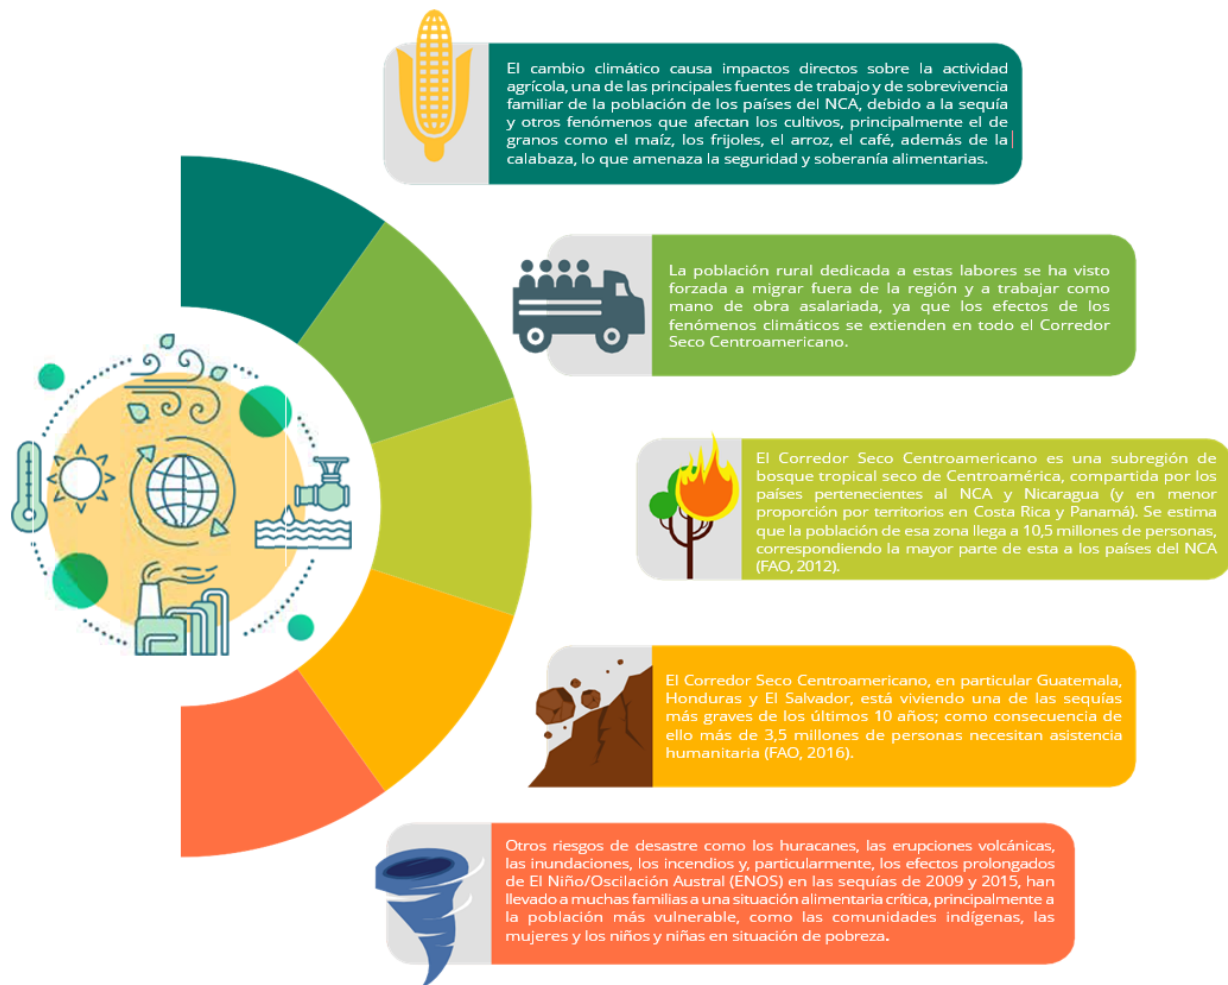 El cambio climático causa impactos directos sobre la actividad
agrícola, una de las principales fuentes de trabajo y de sobrevivencia
familiar de la población de los países del NCA, debido a la sequía
y otros fenómenos que afectan los cultivos, principalmente el de
granos como el maíz, los frijoles, el arroz, el café, además de la
calabaza, lo que amenaza la seguridad y soberanía alimentarias.
La población rural dedicada a estas labores se ha visto
forzada a migrar fuera de la región y a trabajar como
mano de obra asalariada, ya que los efectos de los
fenómenos climáticos se extienden en todo el Corredor
Seco Centroamericano.
El Corredor Seco Centroamericano es una subregión de
bosque tropical seco de Centroamérica, compartida por los
países pertenecientes al NCA y Nicaragua (y en menor
proporción por territorios en Costa Rica y Panamá). Se estima
que la población de esa zona llega a 10,5 millones de personas,
correspondiendo la mayor parte de esta a los países del NCA
(FAO, 2012).
El Corredor Seco Centroamericano, en particular Guatemala,
Honduras y El Salvador, está viviendo una de las sequías
más graves de los últimos 10 años; como consecuencia de
ello más de 3,5 millones de personas necesitan asistencia
humanitaria (FAO, 2016).
Otros riesgos de desastre como los huracanes, las erupciones volcánicas,
las inundaciones, los incendios y, particularmente, los efectos prolongados
de El Niño/Oscilación Austral (ENOS) en las sequías de 2009 y 2015, han
llevado a muchas familias a una situación alimentaria crítica, principalmente a
la población más vulnerable, como las comunidades indígenas, las
mujeres y los niños y niñas en situación de pobreza.